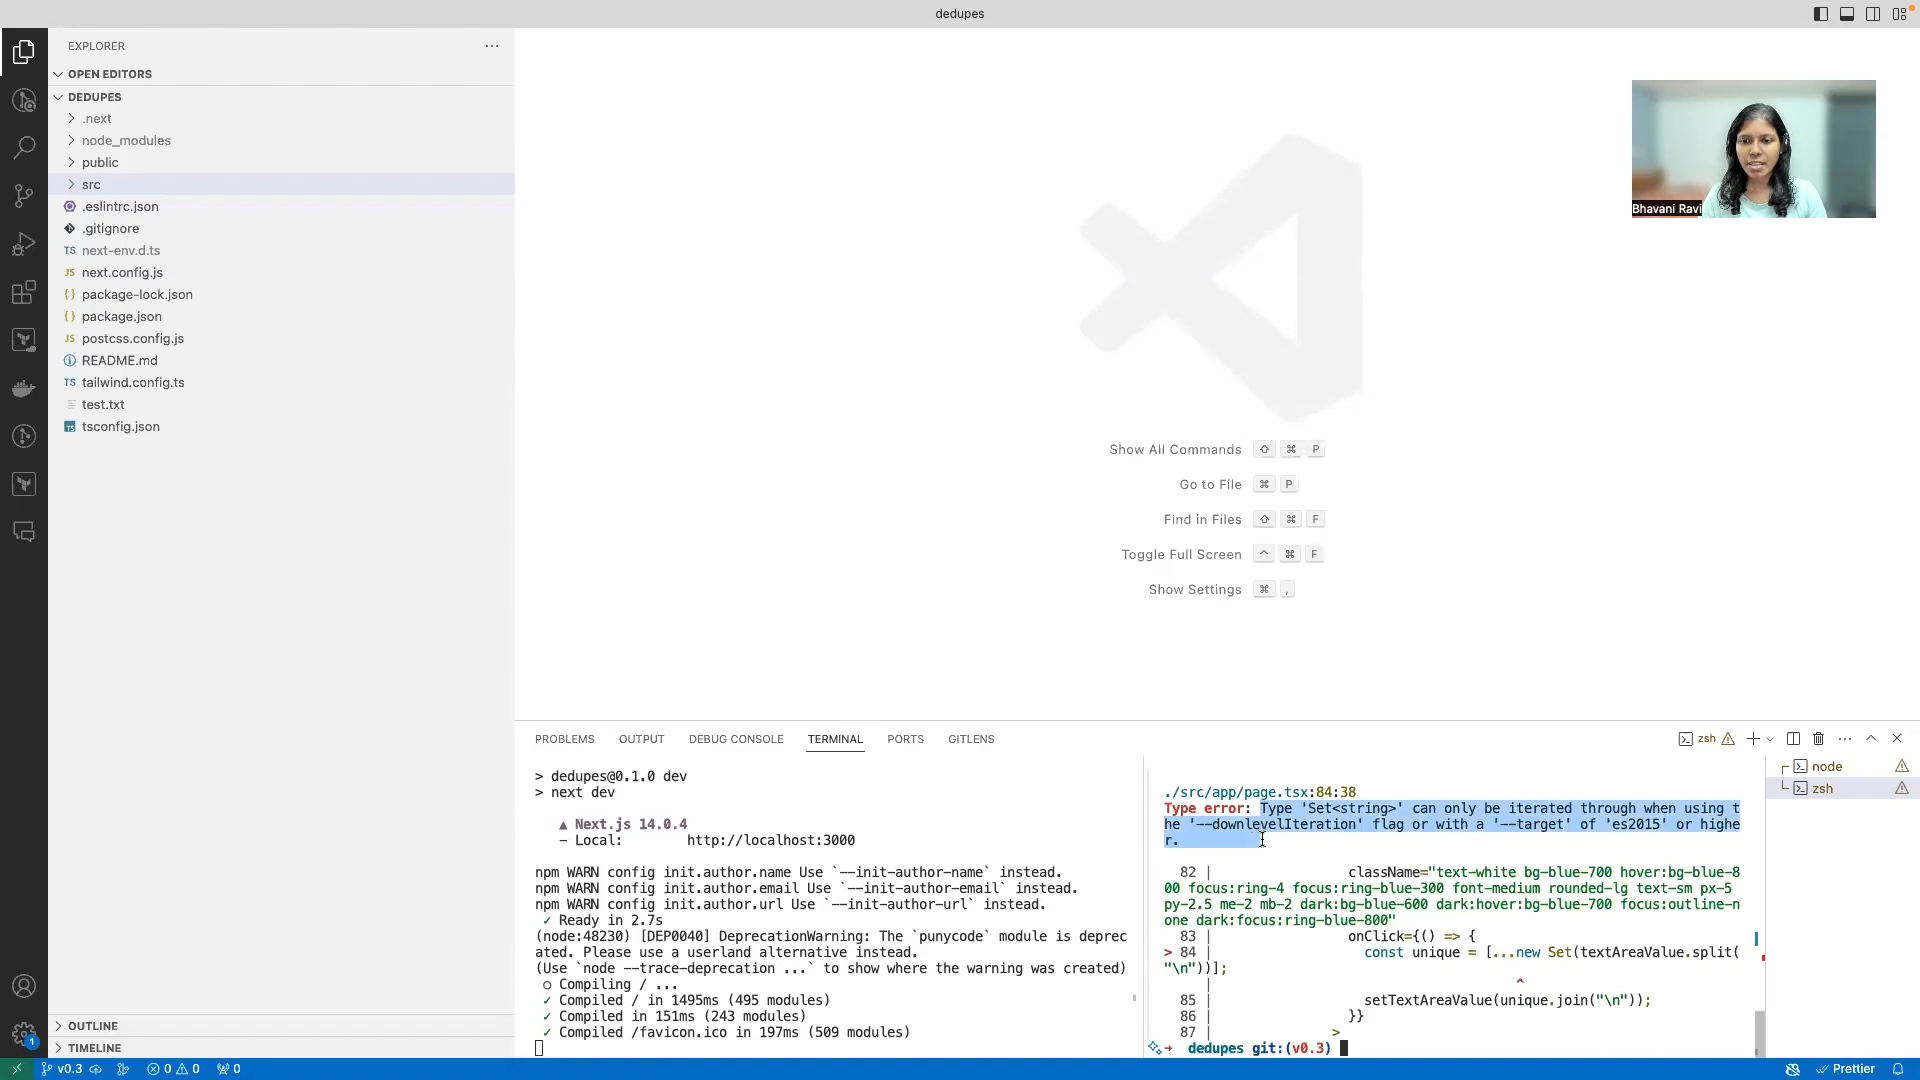 dedupes
EXPLORER
OPEN EDITORS
DEDUPES
.next
node_modules
public
src
.eslintrc.json
.gitignore
TS next-env.d.ts
JS next.config.js
{} package-lock.json
{} package.json
JS postcss.config.js
README.md
TS tailwind.config.ts
test.txt
TS tsconfig.json
OUTLINE
TIMELINE
Bhavani Ravi
Show All Commands ⇧ ⌘ P
Go to File ⌘ P
Find in Files ⇧ ⌘ F
Toggle Full Screen ^ ⌘ F
Show Settings ⌘ ,
PROBLEMS OUTPUT DEBUG CONSOLE TERMINAL PORTS GITLENS
zsh
> dedupes@0.1.0 dev
> next dev
▲ Next.js 14.0.4
- Local: http://localhost:3000
npm WARN config init.author.name Use `--init-author-name` instead.
npm WARN config init.author.email Use `--init-author-email` instead.
npm WARN config init.author.url Use `--init-author-url` instead.
✓ Ready in 2.7s
(node:48230) [DEP0040] DeprecationWarning: The `punycode` module is deprec
ated. Please use a userland alternative instead.
(Use `node --trace-deprecation ...` to show where the warning was created)
○ Compiling / ...
✓ Compiled / in 1495ms (495 modules)
✓ Compiled in 151ms (243 modules)
✓ Compiled /favicon.ico in 197ms (509 modules)
./src/app/page.tsx:84:38
Type error: Type 'Set<string>' can only be iterated through when using t
he '--downlevelIteration' flag or with a '--target' of 'es2015' or highe
r.
82 | className="text-white bg-blue-700 hover:bg-blue-8
00 focus:ring-4 focus:ring-blue-300 font-medium rounded-lg text-sm px-5
py-2.5 me-2 mb-2 dark:bg-blue-600 dark:hover:bg-blue-700 focus:outline-n
one dark:focus:ring-blue-800"
83 | onClick={() => {
> 84 | const unique = [...new Set(textAreaValue.split(
"\n"))];
| ^
85 | setTextAreaValue(unique.join("\n"));
86 | }}
87 | >
➜ dedupes git:(v0.3)
node
zsh
1
v0.3 0 0 0
Prettier